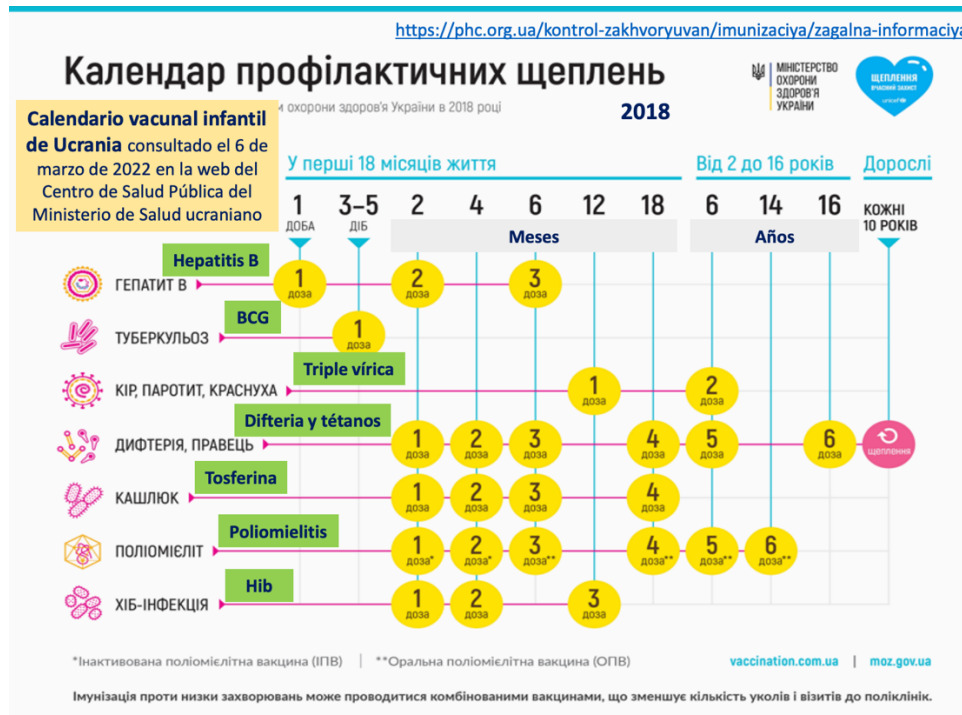 https://phc.org.ua/kontrol-zakhvoryuvan/imunizaciya/zagalna-informaciya
Календар профілактичних щеплень
МІНІСТЕРСТВО
ОХОРОНИ
ЗДОРОВ'Я
УКРАЇНИ
ЩЕПЛЕННЯ
ВЧАСНИЙ ЗАХИСТ
unicef
охорони здоров'я України в 2018 році
2018
Calendario vacunal infantil
de Ucrania consultado el 6 de
marzo de 2022 en la web del
Centro de Salud Pública del
Ministerio de Salud ucraniano
У перші 18 місяців життя
Від 2 до 16 років
Дорослі
1 3–5 2 4 6 12 18 6 14 16 КОЖНІ
ДОБА ДІБ Meses Años 10 РОКІВ
Hepatitis B
ГЕПАТИТ В 1 доза 2 доза 3 доза
BCG
ТУБЕРКУЛЬОЗ 1 доза
Triple vírica
КІР, ПАРОТИТ, КРАСНУХА 1 доза 2 доза
Difteria y tétanos
ДИФТЕРІЯ, ПРАВЕЦЬ 1 доза 2 доза 3 доза 4 доза 5 доза 6 доза щеплення
Tosferina
КАШЛЮК 1 доза 2 доза 3 доза 4 доза
Poliomielitis
ПОЛІОМІЄЛІТ 1 доза* 2 доза* 3 доза** 4 доза** 5 доза** 6 доза**
Hib
ХІБ-ІНФЕКЦІЯ 1 доза 2 доза 3 доза
*Інактивована поліомієлітна вакцина (ІПВ) | **Оральна поліомієлітна вакцина (ОПВ)
vaccination.com.ua | moz.gov.ua
Імунізація проти низки захворювань може проводитися комбінованими вакцинами, що зменшує кількість уколів і візитів до поліклінік.